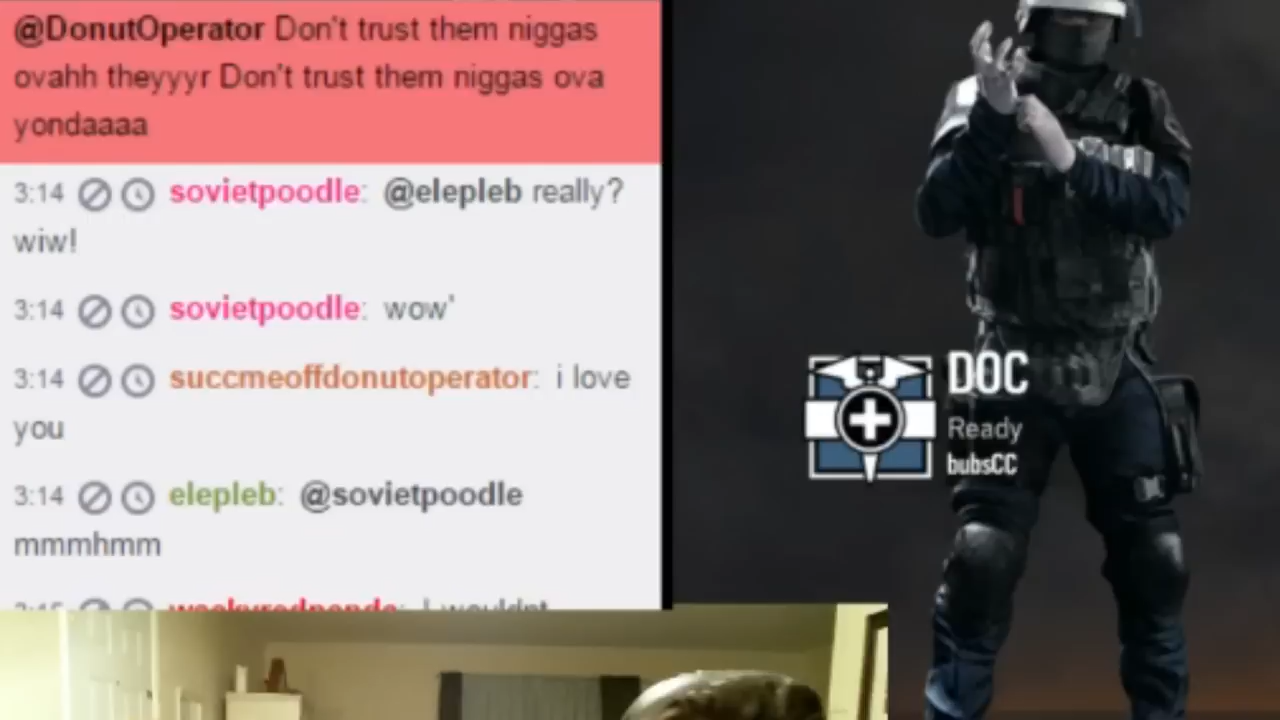 @DonutOperator Don't trust them niggas
ovahh theyyyr Don't trust them niggas ova
yondaaaa
3:14 sovietpoodle: @elepleb really?
wiw!
3:14 sovietpoodle: wow'
3:14 succmeoffdonutoperator: i love
you
3:14 elepleb: @sovietpoodle
mmmhmm
I wouldnt
DOC
Ready
bubsCC